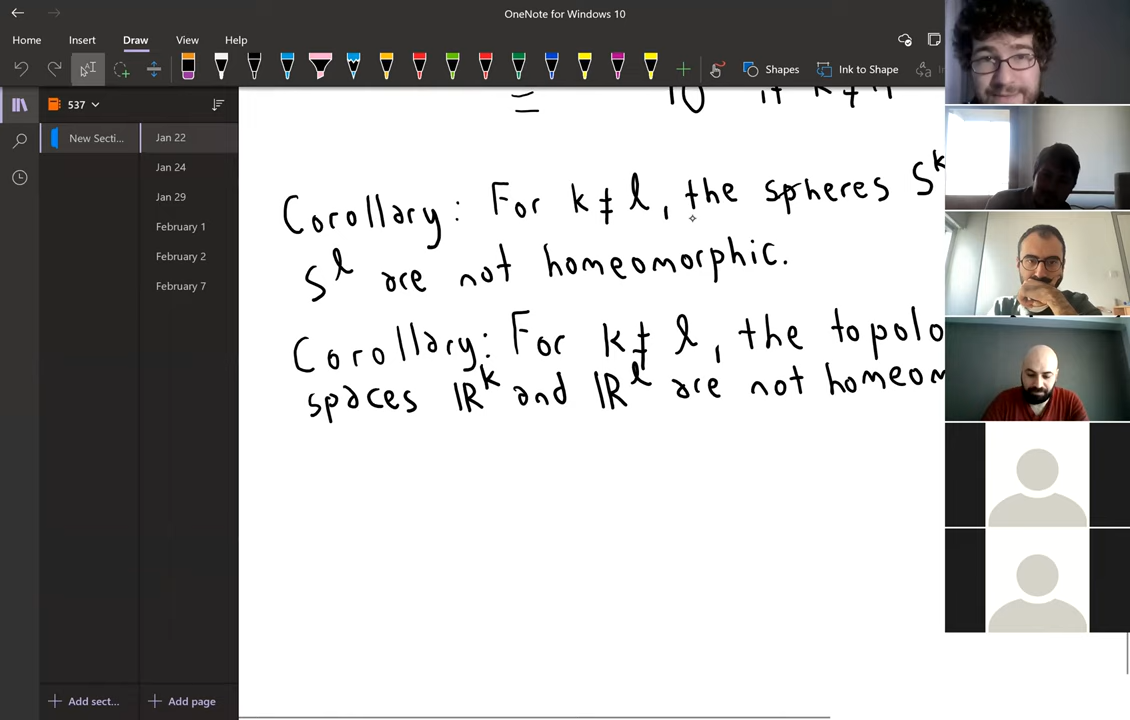 OneNote for Windows 10
Home Insert Draw View Help
Shapes Ink to Shape
537
New Secti...
Jan 22
Jan 24
Jan 29
February 1
February 2
February 7
Corollary: For k ≠ l, the spheres S^k
S^l are not homeomorphic.
Corollary: For k ≠ l, the topolo
spaces ℝ^k and ℝ^l are not homeom
+ Add sect... + Add page